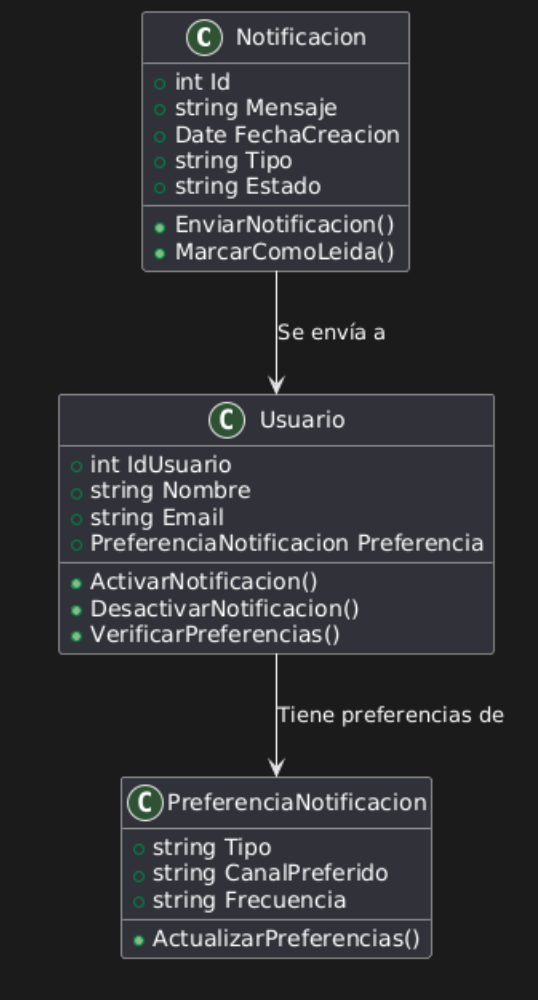 C Notificacion
int Id
string Mensaje
Date FechaCreacion
string Tipo
string Estado
EnviarNotificacion()
MarcarComoLeida()
Se envía a
C Usuario
int IdUsuario
string Nombre
string Email
PreferenciaNotificacion Preferencia
ActivarNotificacion()
DesactivarNotificacion()
VerificarPreferencias()
Tiene preferencias de
C PreferenciaNotificacion
string Tipo
string CanalPreferido
string Frecuencia
ActualizarPreferencias()